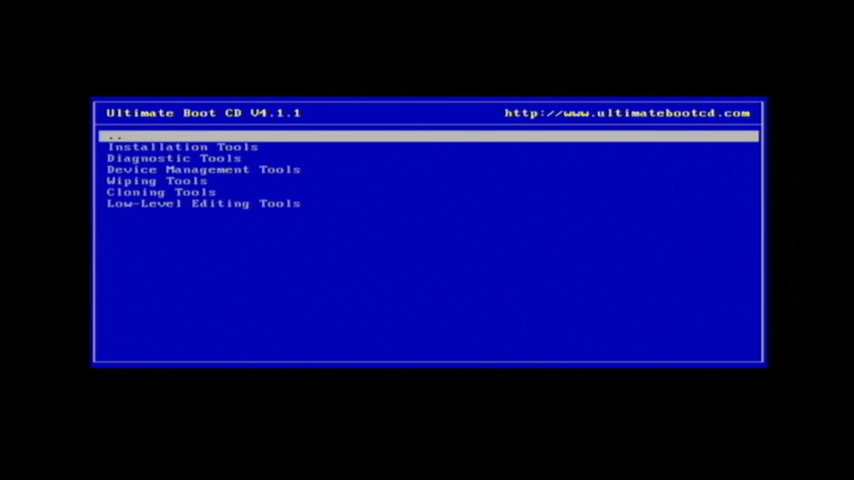 Ultimate Boot CD V4.1.1 http://www.ultimatebootcd.com
..
Installation Tools
Diagnostic Tools
Device Management Tools
Wiping Tools
Cloning Tools
Low-Level Editing Tools